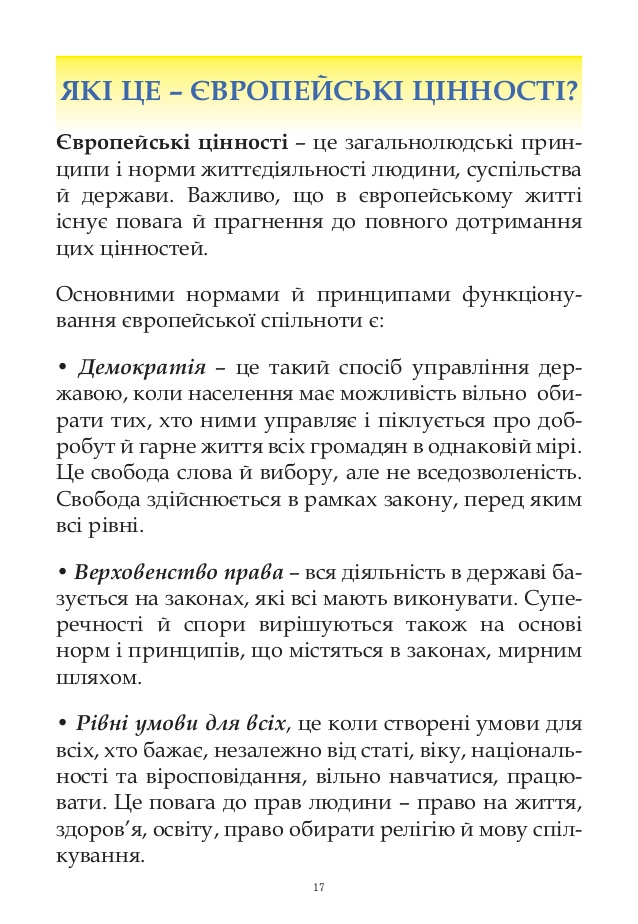 ЯКІ ЦЕ – ЄВРОПЕЙСЬКІ ЦІННОСТІ?
Європейські цінності – це загальнолюдські прин-
ципи і норми життєдіяльності людини, суспільства
й держави. Важливо, що в європейському житті
існує повага й прагнення до повного дотримання
цих цінностей.
Основними нормами й принципами функціону-
вання європейської спільноти є:
• Демократія – це такий спосіб управління дер-
жавою, коли населення має можливість вільно оби-
рати тих, хто ними управляє і піклується про доб-
робут й гарне життя всіх громадян в однаковій мірі.
Це свобода слова й вибору, але не вседозволеність.
Свобода здійснюється в рамках закону, перед яким
всі рівні.
• Верховенство права – вся діяльність в державі ба-
зується на законах, які всі мають виконувати. Супе-
речності й спори вирішуються також на основі
норм і принципів, що містяться в законах, мирним
шляхом.
• Рівні умови для всіх, це коли створені умови для
всіх, хто бажає, незалежно від статі, віку, національ-
ності та віросповідання, вільно навчатися, працю-
вати. Це повага до прав людини – право на життя,
здоров’я, освіту, право обирати релігію й мову спіл-
кування.
17